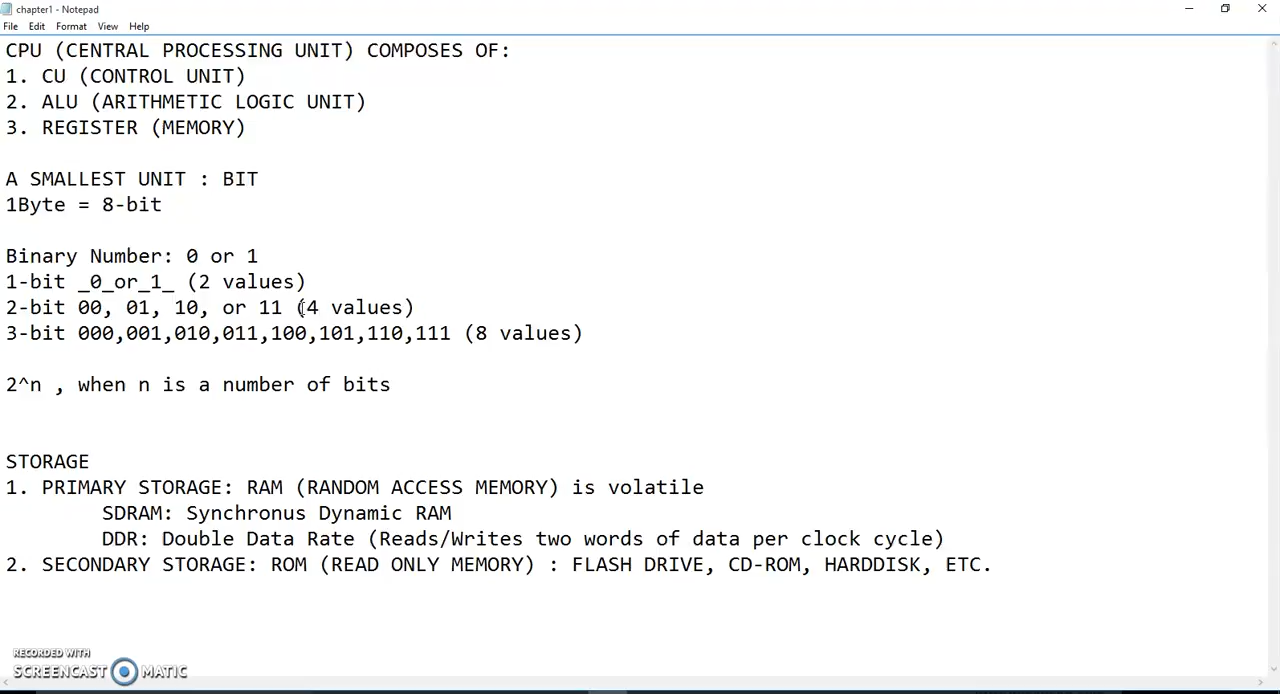 chapter1 - Notepad
File Edit Format View Help
CPU (CENTRAL PROCESSING UNIT) COMPOSES OF:
1. CU (CONTROL UNIT)
2. ALU (ARITHMETIC LOGIC UNIT)
3. REGISTER (MEMORY)
A SMALLEST UNIT : BIT
1Byte = 8-bit
Binary Number: 0 or 1
1-bit _0_or_1_ (2 values)
2-bit 00, 01, 10, or 11 (4 values)
3-bit 000,001,010,011,100,101,110,111 (8 values)
2^n , when n is a number of bits
STORAGE
1. PRIMARY STORAGE: RAM (RANDOM ACCESS MEMORY) is volatile
SDRAM: Synchronus Dynamic RAM
DDR: Double Data Rate (Reads/Writes two words of data per clock cycle)
2. SECONDARY STORAGE: ROM (READ ONLY MEMORY) : FLASH DRIVE, CD-ROM, HARDDISK, ETC.
RECORDED WITH
SCREENCAST MATIC